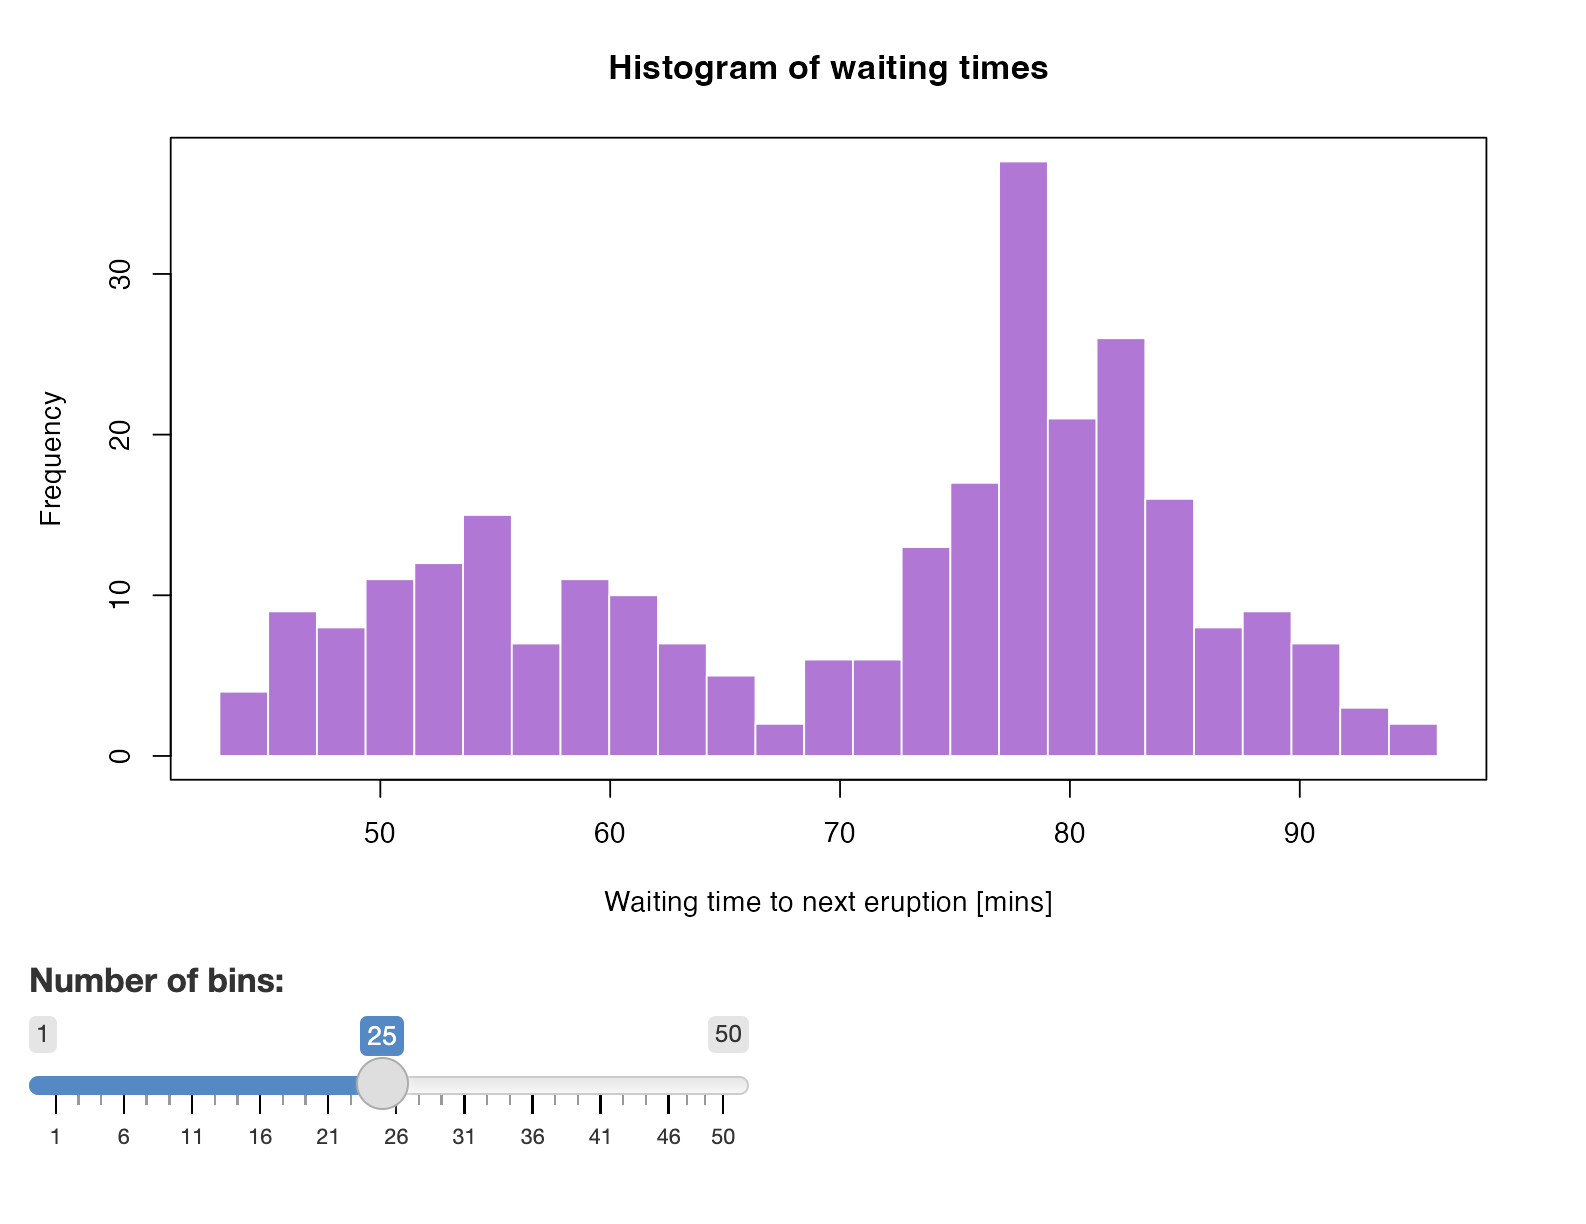 Histogram of waiting times
30
20
10
0
Frequency
50 60 70 80 90
Waiting time to next eruption [mins]
Number of bins:
1 25 50
1 6 11 16 21 26 31 36 41 46 50